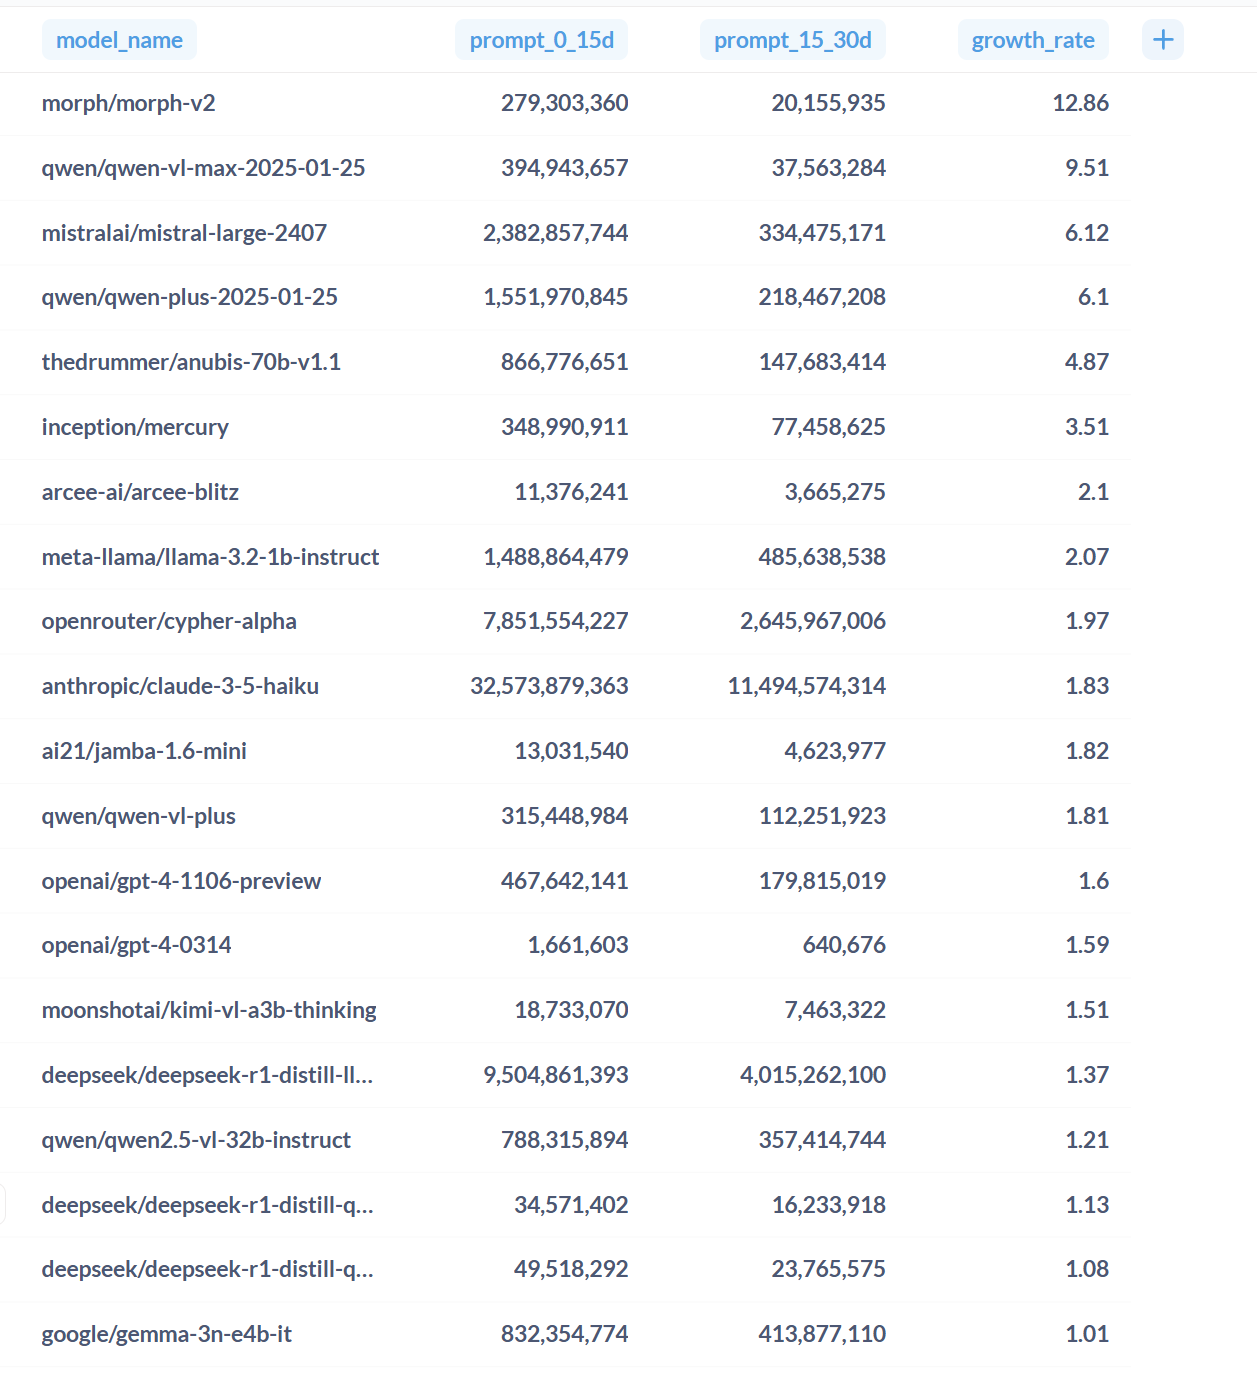 model_name prompt_0_15d prompt_15_30d growth_rate +
morph/morph-v2 279,303,360 20,155,935 12.86
qwen/qwen-vl-max-2025-01-25 394,943,657 37,563,284 9.51
mistralai/mistral-large-2407 2,382,857,744 334,475,171 6.12
qwen/qwen-plus-2025-01-25 1,551,970,845 218,467,208 6.1
thedrummer/anubis-70b-v1.1 866,776,651 147,683,414 4.87
inception/mercury 348,990,911 77,458,625 3.51
arcee-ai/arcee-blitz 11,376,241 3,665,275 2.1
meta-llama/llama-3.2-1b-instruct 1,488,864,479 485,638,538 2.07
openrouter/cypher-alpha 7,851,554,227 2,645,967,006 1.97
anthropic/claude-3-5-haiku 32,573,879,363 11,494,574,314 1.83
ai21/jamba-1.6-mini 13,031,540 4,623,977 1.82
qwen/qwen-vl-plus 315,448,984 112,251,923 1.81
openai/gpt-4-1106-preview 467,642,141 179,815,019 1.6
openai/gpt-4-0314 1,661,603 640,676 1.59
moonshotai/kimi-vl-a3b-thinking 18,733,070 7,463,322 1.51
deepseek/deepseek-r1-distill-ll... 9,504,861,393 4,015,262,100 1.37
qwen/qwen2.5-vl-32b-instruct 788,315,894 357,414,744 1.21
deepseek/deepseek-r1-distill-q... 34,571,402 16,233,918 1.13
deepseek/deepseek-r1-distill-q... 49,518,292 23,765,575 1.08
google/gemma-3n-e4b-it 832,354,774 413,877,110 1.01